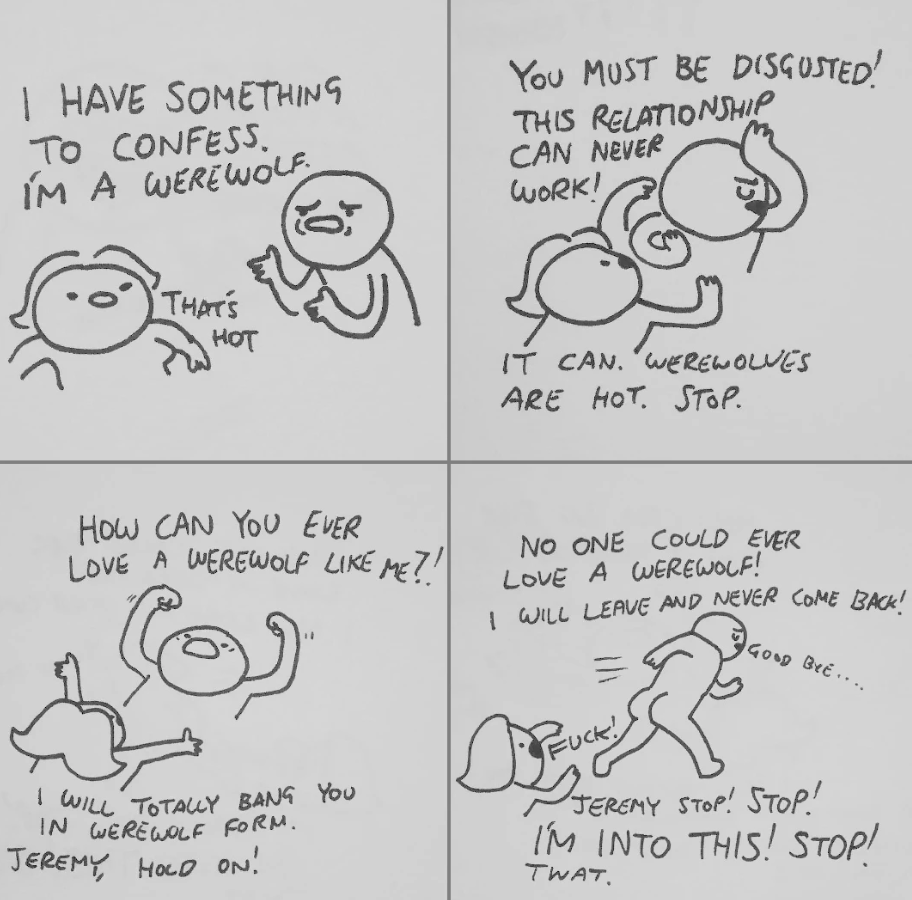 I HAVE SOMETHING
TO CONFESS.
I'M A WEREWOLF.
THAT'S
HOT
YOU MUST BE DISGUSTED!
THIS RELATIONSHIP
CAN NEVER
WORK!
IT CAN. WEREWOLVES
ARE HOT. STOP.
HOW CAN YOU EVER
LOVE A WEREWOLF LIKE ME?!
I WILL TOTALLY BANG YOU
IN WEREWOLF FORM.
JEREMY, HOLD ON!
NO ONE COULD EVER
LOVE A WEREWOLF!
I WILL LEAVE AND NEVER COME BACK!
GOOD BYE....
FUCK!
JEREMY STOP! STOP!
I'M INTO THIS! STOP!
TWAT.